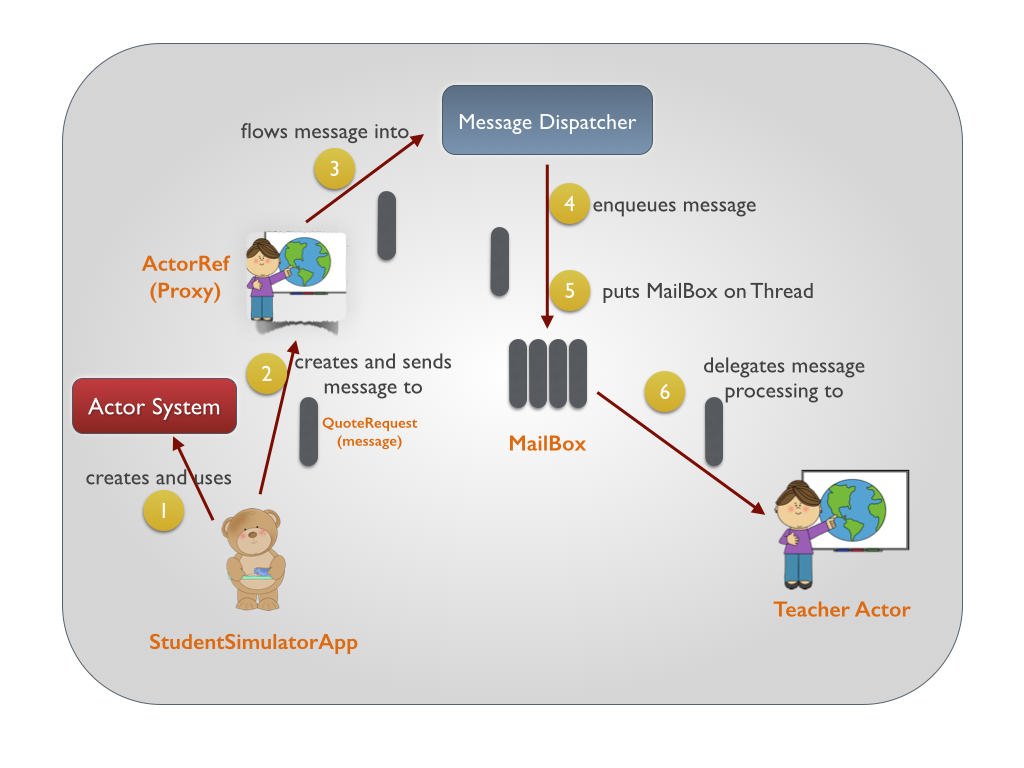 Message Dispatcher
flows message into
3
4
enqueues message
ActorRef
(Proxy)
5
puts MailBox on Thread
2
creates and sends
message to
6
delegates message
processing to
Actor System
QuoteRequest
(message)
MailBox
creates and uses
1
Teacher Actor
StudentSimulatorApp